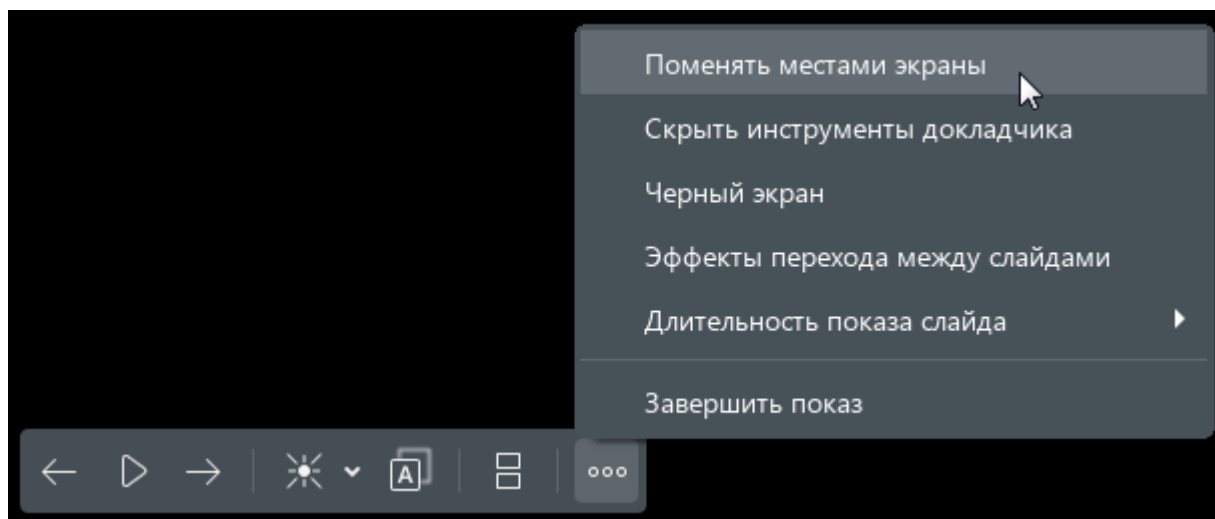 Поменять местами экраны
Скрыть инструменты докладчика
Черный экран
Эффекты перехода между слайдами
Длительность показа слайда
Завершить показ
A